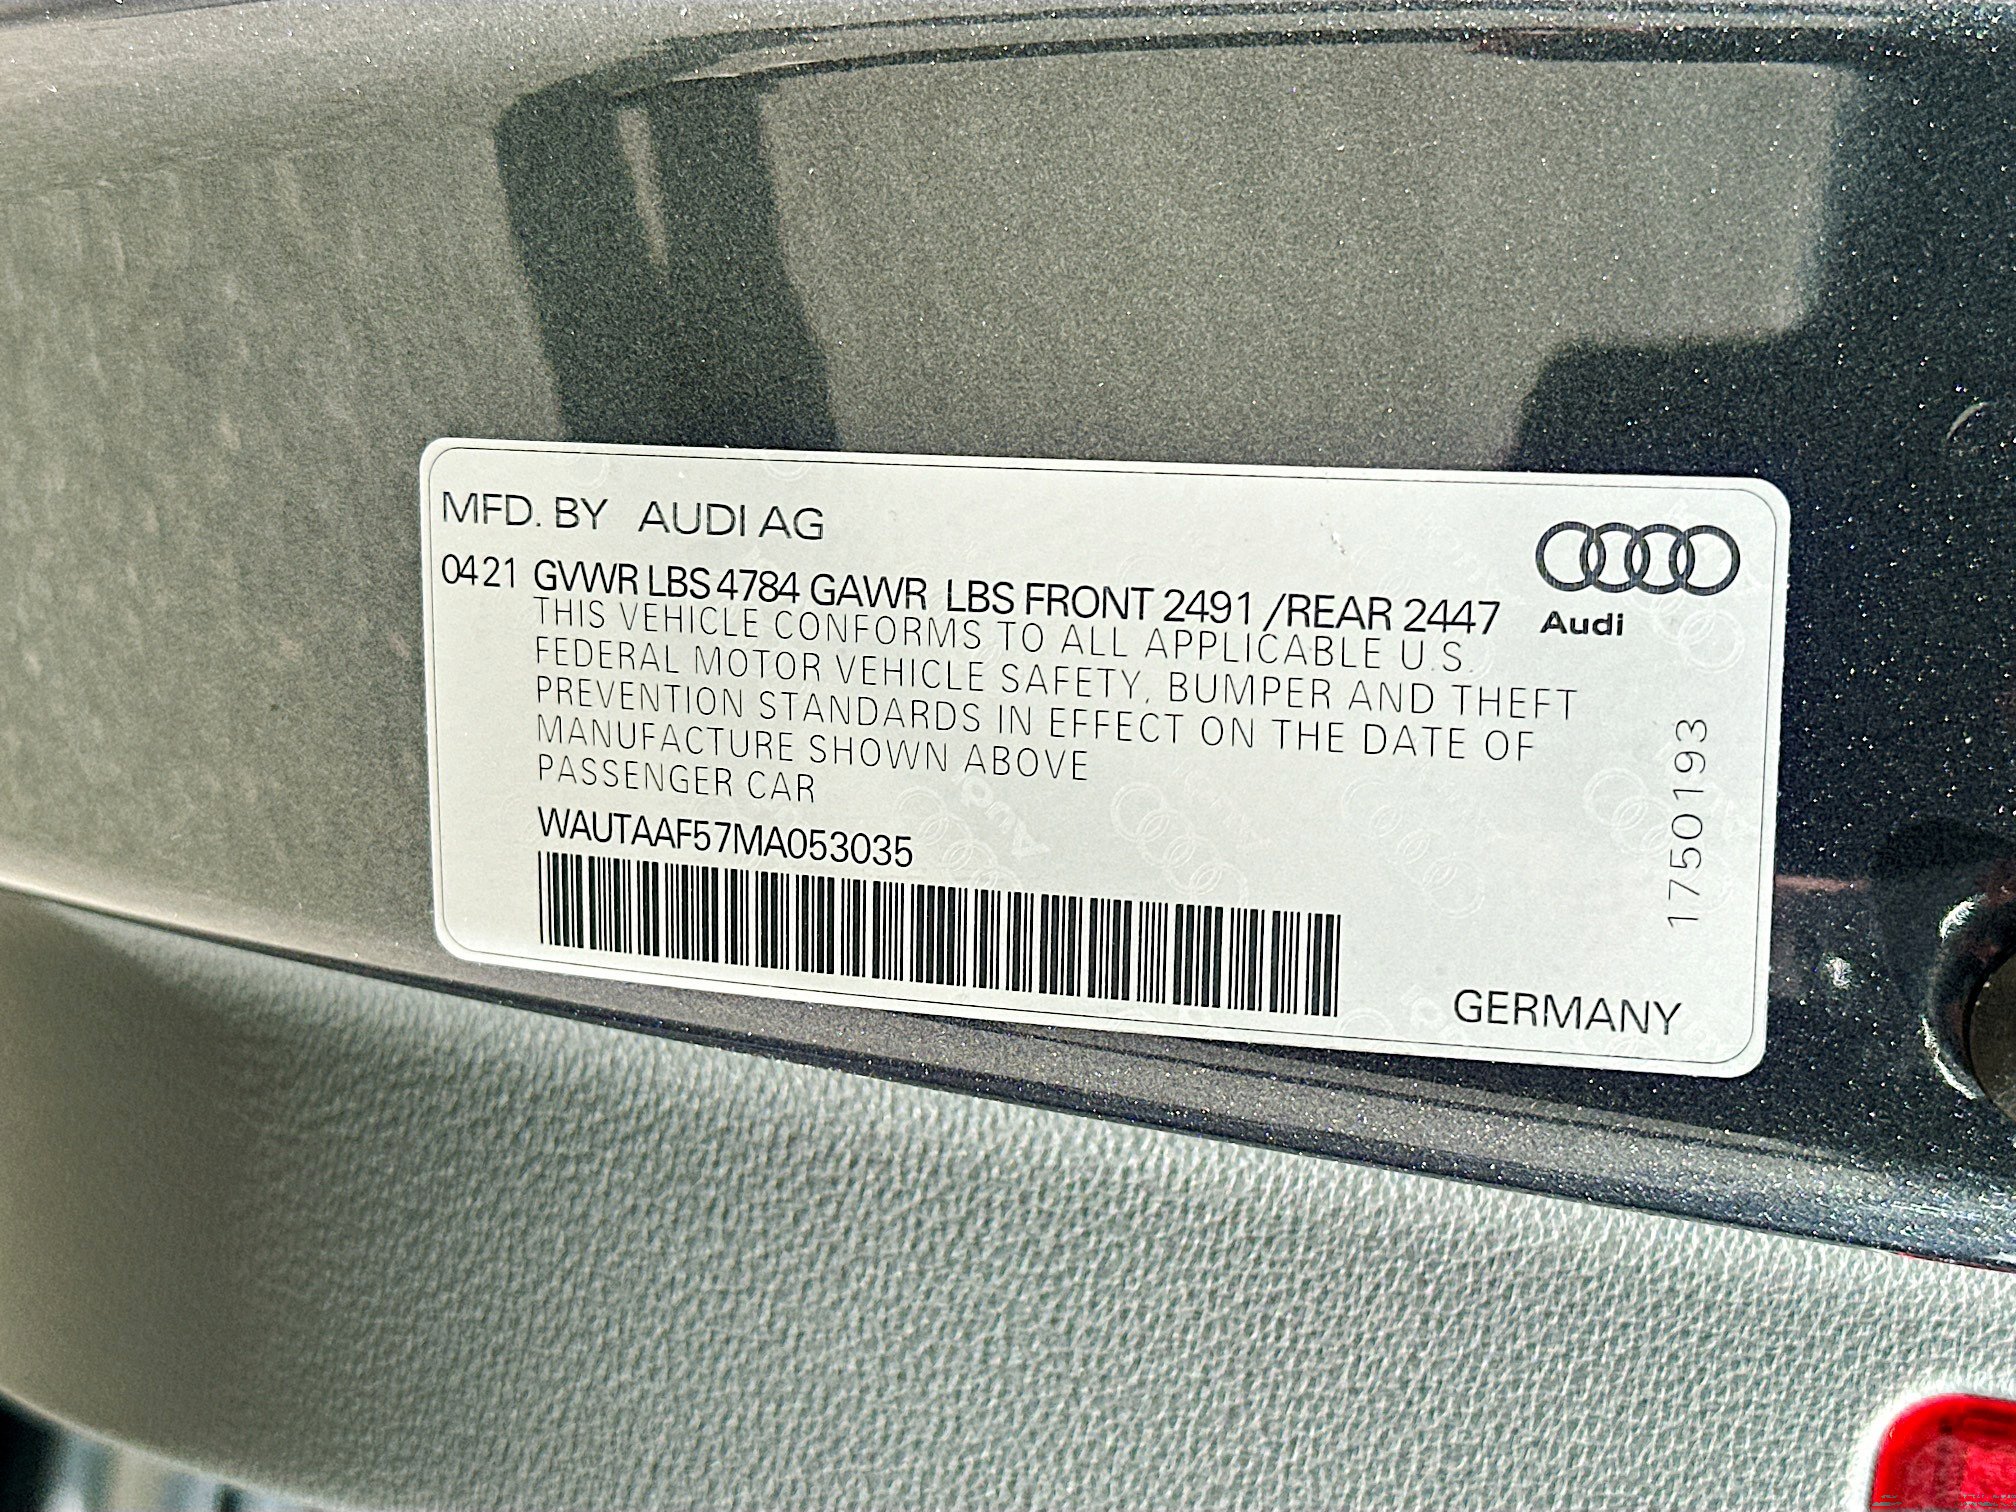 MFD. BY AUDI AG
0421 GVWR LBS 4784 GAWR LBS FRONT 2491 /REAR 2447
THIS VEHICLE CONFORMS TO ALL APPLICABLE U.S.
FEDERAL MOTOR VEHICLE SAFETY, BUMPER AND THEFT
PREVENTION STANDARDS IN EFFECT ON THE DATE OF
MANUFACTURE SHOWN ABOVE
PASSENGER CAR
WAUTAAF57MA053035
Audi
1750193
GERMANY